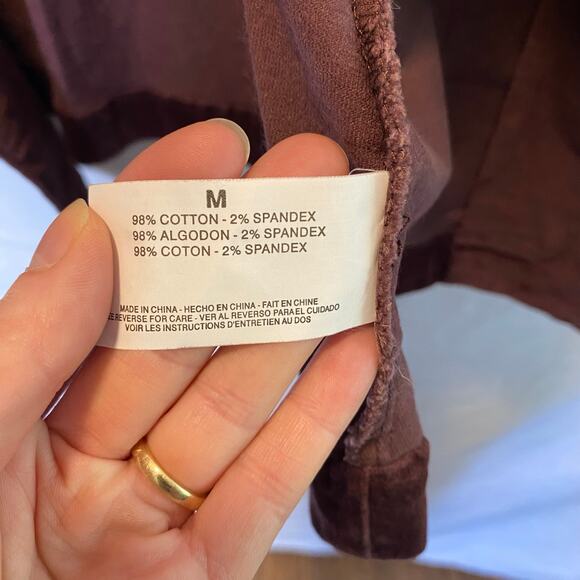 M
98% COTTON - 2% SPANDEX
98% ALGODON - 2% SPANDEX
98% COTON - 2% SPANDEX
MADE IN CHINA - HECHO EN CHINA - FAIT EN CHINE
REVERSE FOR CARE - VER AL REVERSO PARA EL CUIDADO
VOIR LES INSTRUCTIONS D'ENTRETIEN AU DOS